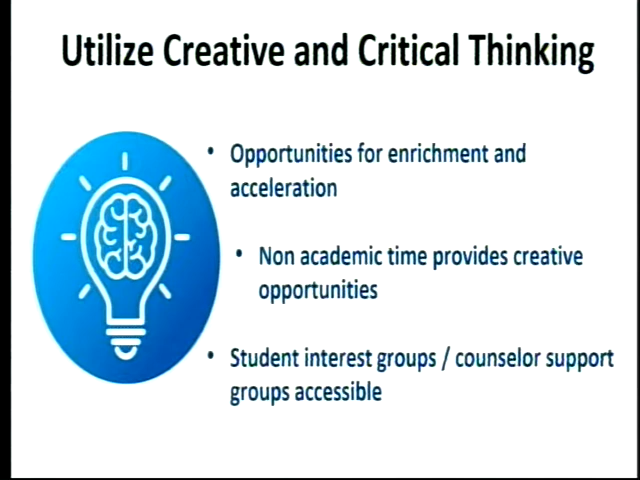 Utilize Creative and Critical Thinking
• Opportunities for enrichment and
acceleration
• Non academic time provides creative
opportunities
• Student interest groups / counselor support
groups accessible